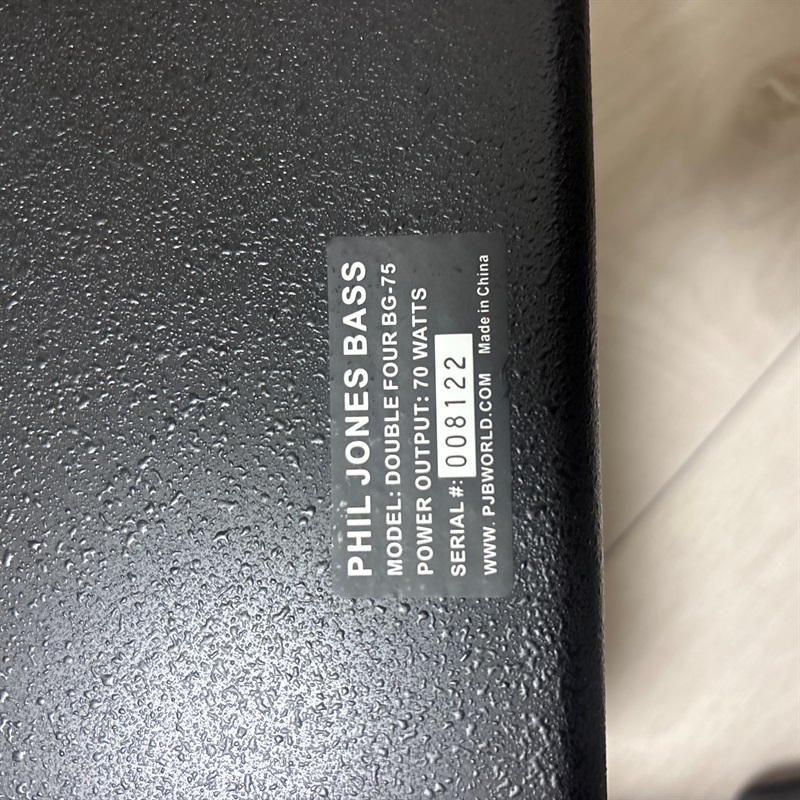 PHIL JONES BASS
MODEL: DOUBLE FOUR BG-75
POWER OUTPUT: 70 WATTS
SERIAL #: 008122
WWW. PJBWORLD.COM Made in China